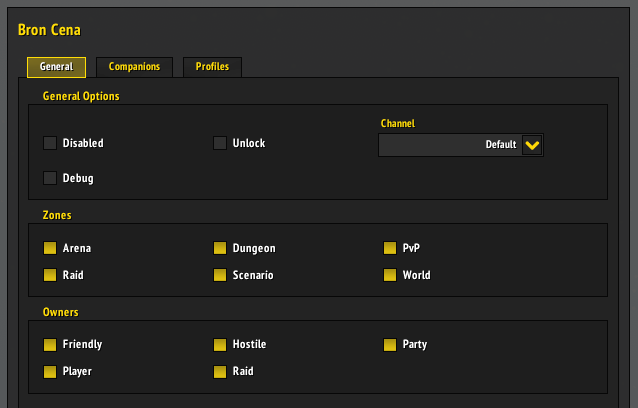 Bron Cena
General Companions Profiles
General Options
Channel
Disabled Unlock Default
Debug
Zones
Arena Dungeon PvP
Raid Scenario World
Owners
Friendly Hostile Party
Player Raid